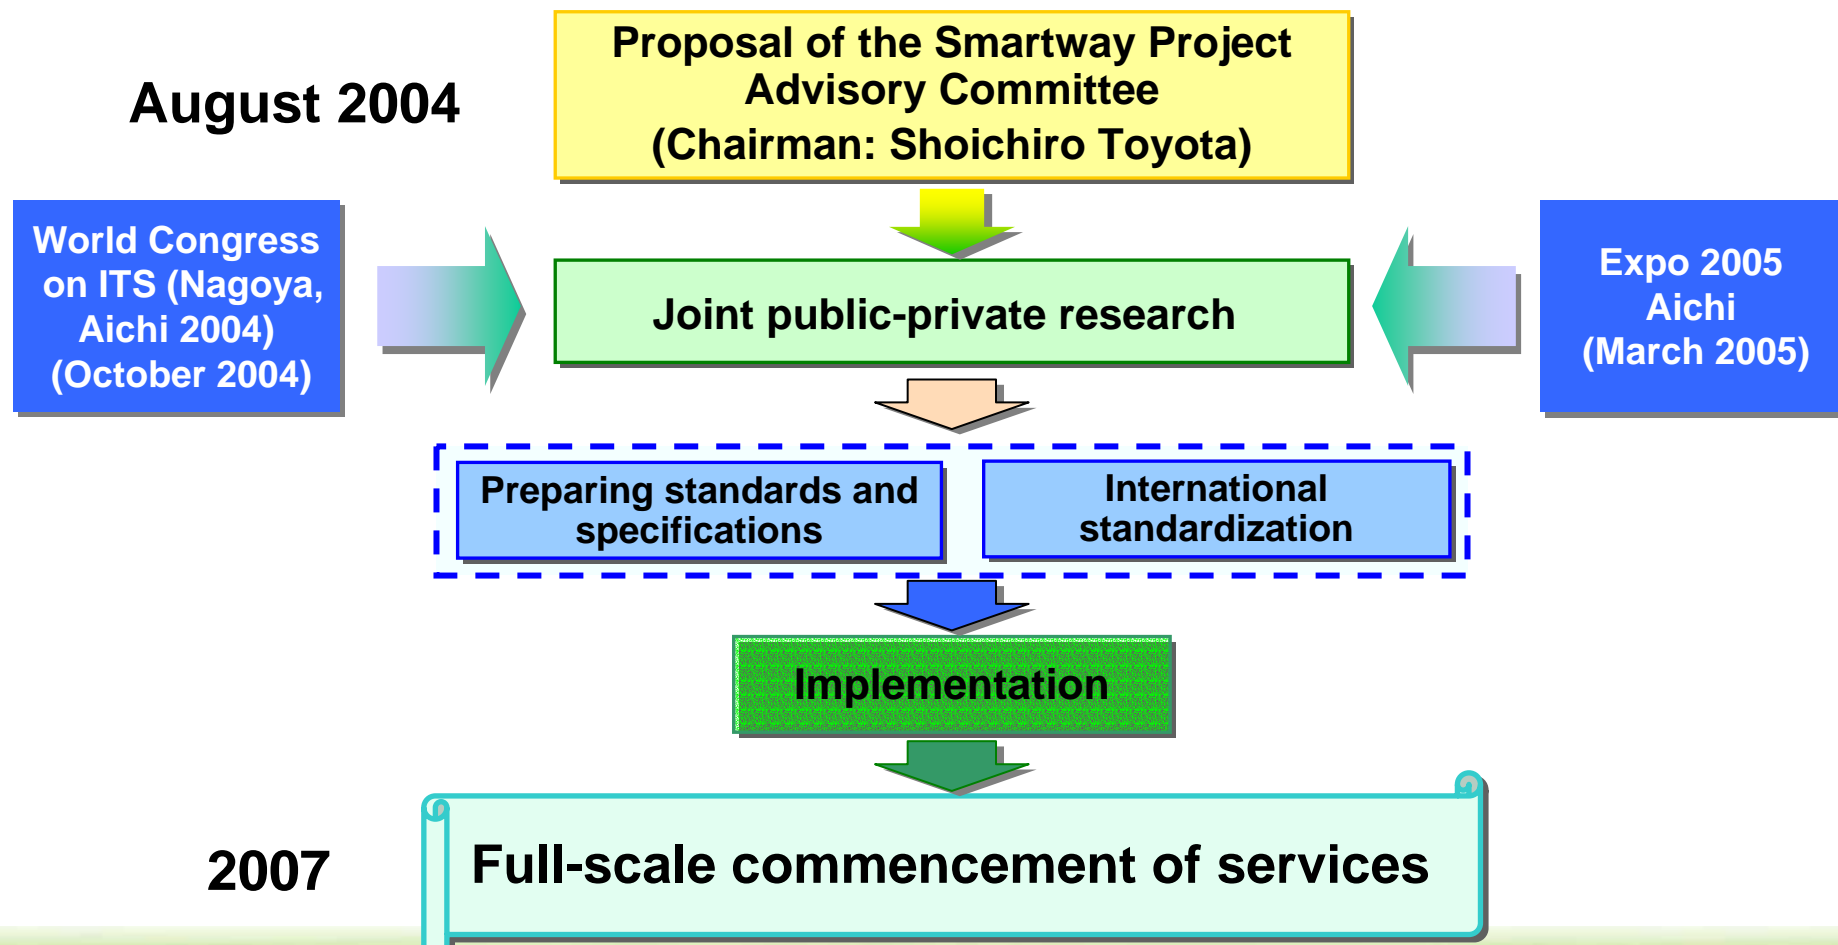 August 2004
Proposal of the Smartway Project
Advisory Committee
(Chairman: Shoichiro Toyota)
World Congress
on ITS (Nagoya,
Aichi 2004)
(October 2004)
Joint public-private research
Expo 2005
Aichi
(March 2005)
Preparing standards and
specifications
International
standardization
Implementation
2007
Full-scale commencement of services